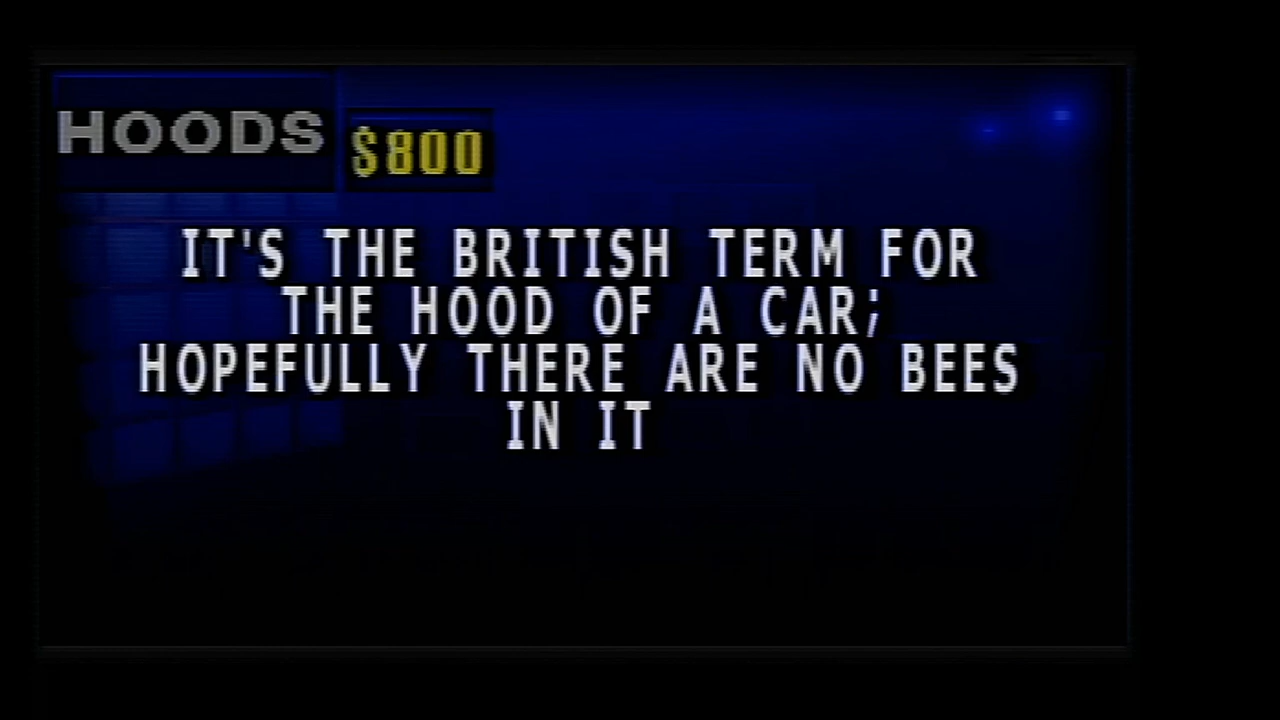 HOODS
$800
IT'S THE BRITISH TERM FOR
THE HOOD OF A CAR;
HOPEFULLY THERE ARE NO BEES
IN IT